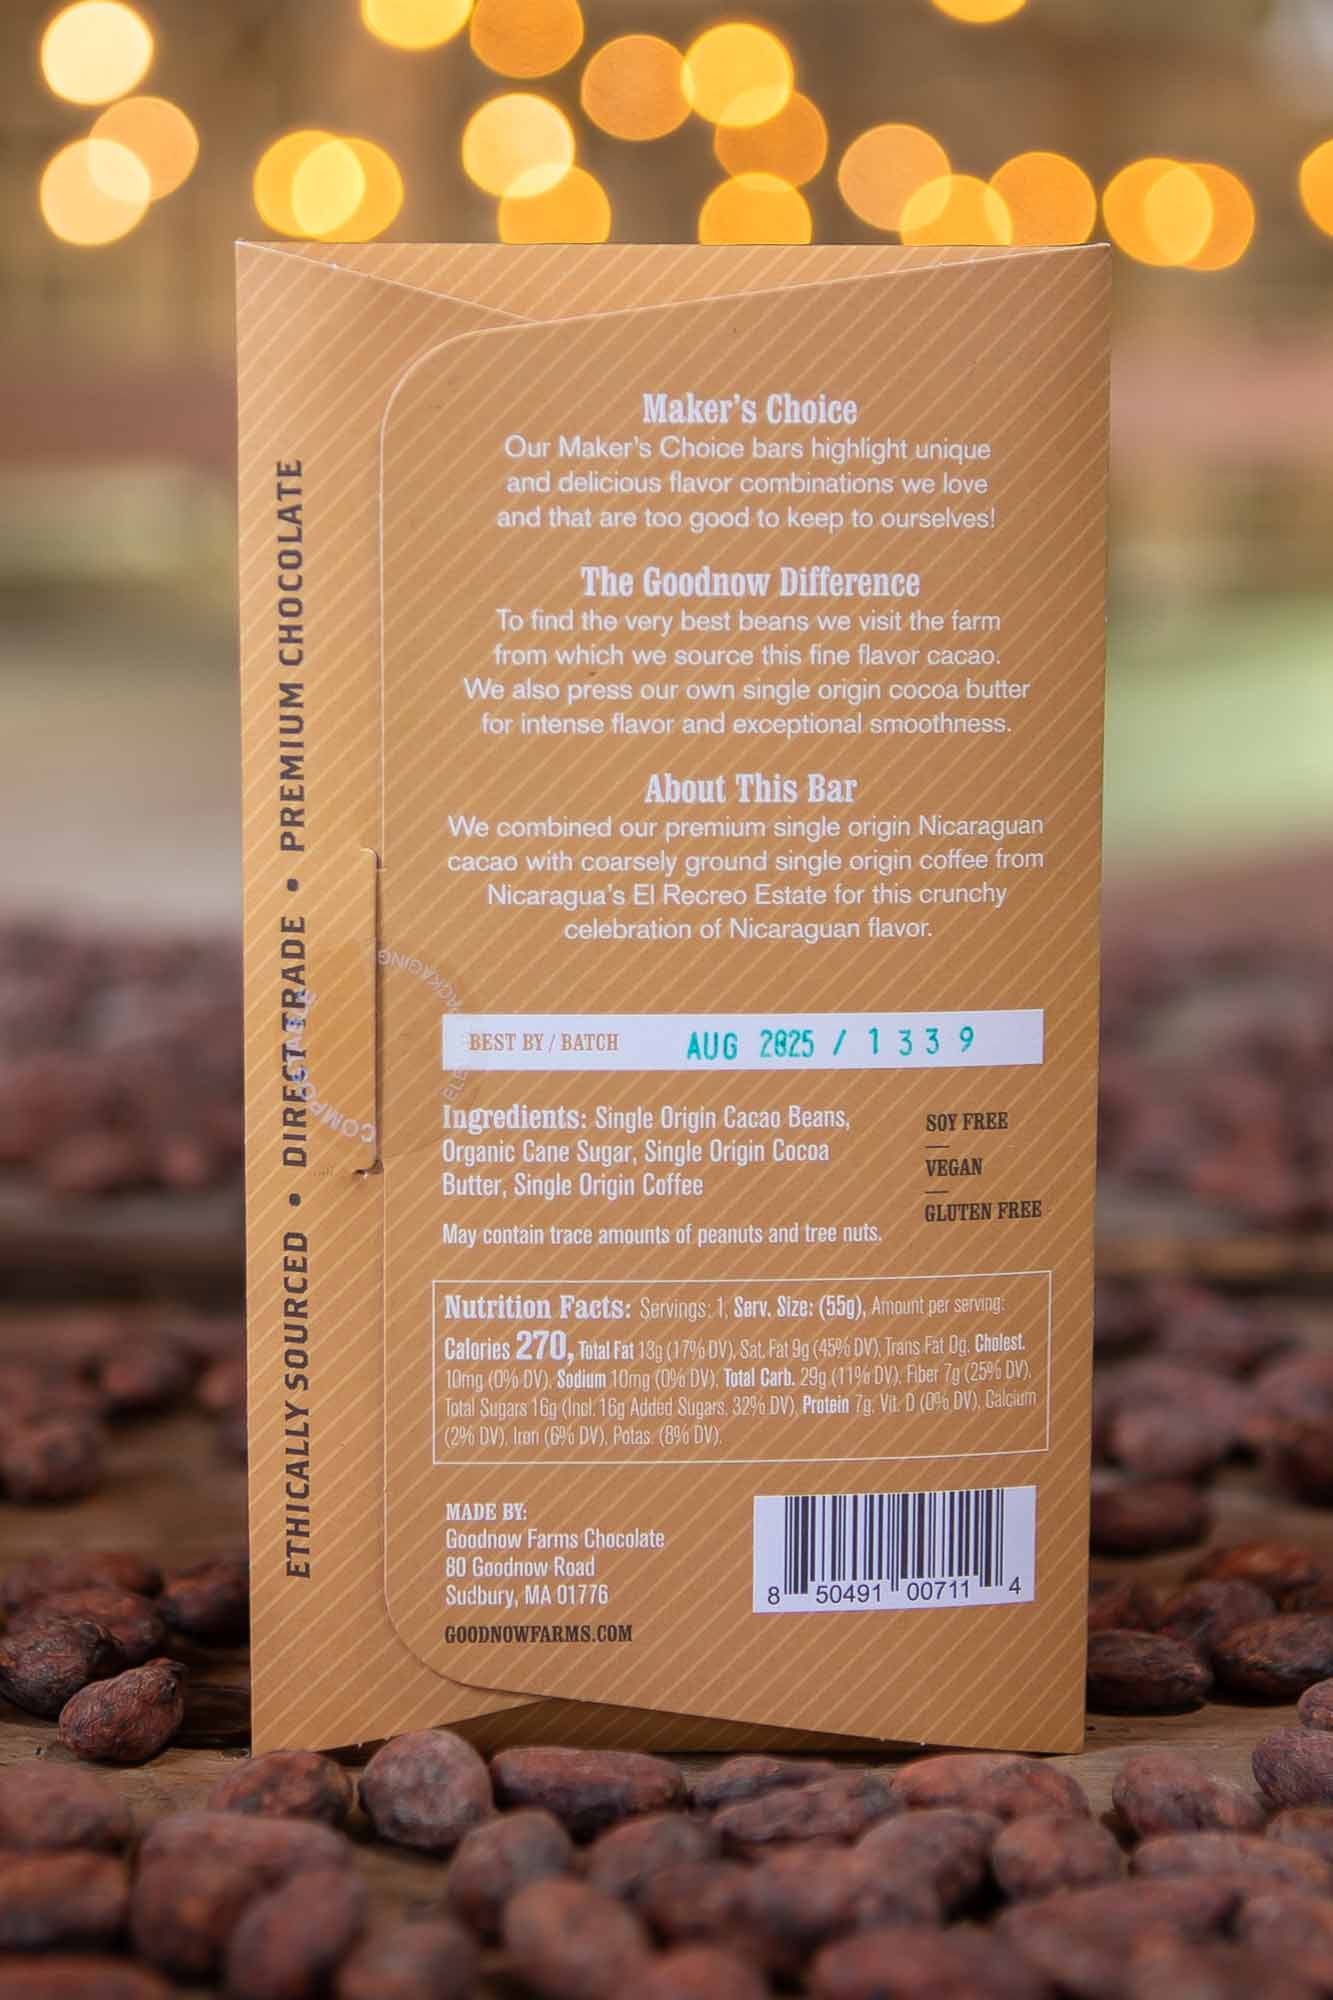 Maker's Choice
Our Maker's Choice bars highlight unique
and delicious flavor combinations we love
and that are too good to keep to ourselves!
The Goodnow Difference
To find the very best beans we visit the farm
from which we source this fine flavor cacao.
We also press our own single origin cocoa butter
for intense flavor and exceptional smoothness.
About This Bar
We combined our premium single origin Nicaraguan
cacao with coarsely ground single origin coffee from
Nicaragua's El Recreo Estate for this crunchy
celebration of Nicaraguan flavor.
BEST BY / BATCH AUG 2025 / 1339
Ingredients: Single Origin Cacao Beans,
Organic Cane Sugar, Single Origin Cocoa
Butter, Single Origin Coffee
May contain trace amounts of peanuts and tree nuts.
SOY FREE
VEGAN
GLUTEN FREE
Nutrition Facts: Servings: 1, Serv. Size: (55g), Amount per serving:
Calories 270, Total Fat 13g (17% DV), Sat. Fat 9g (45% DV), Trans Fat 0g, Cholest.
10mg (0% DV), Sodium 10mg (0% DV), Total Carb. 29g (11% DV), Fiber 7g (25% DV),
Total Sugars 16g (Incl. 16g Added Sugars, 32% DV), Protein 7g, Vit. D (0% DV), Calcium
(2% DV), Iron (6% DV), Potas. (8% DV).
MADE BY:
Goodnow Farms Chocolate
80 Goodnow Road
Sudbury, MA 01776
GOODNOWFARMS.COM
8 50491 00711 4
ETHICALLY SOURCED • DIRECT TRADE • PREMIUM CHOCOLATE
COMPOSTABLE
PACKAGING